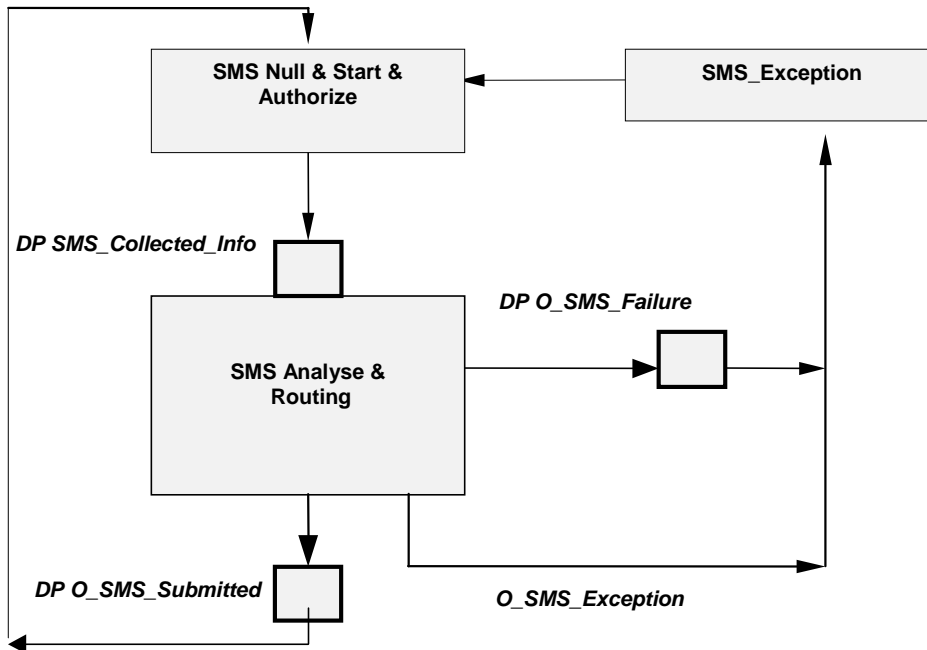 SMS Null & Start &
Authorize
SMS_Exception
DP SMS_Collected_Info
DP O_SMS_Failure
SMS Analyse &
Routing
DP O_SMS_Submitted
O_SMS_Exception